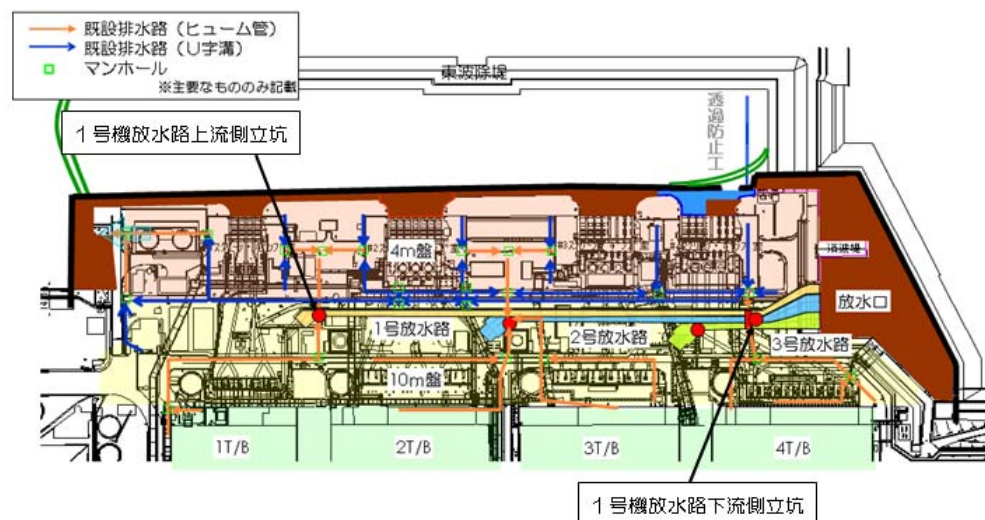 既設排水路（ヒューム管）
既設排水路（U字溝）
マンホール
※主要なもののみ記載
東波除堤
透過防止工
１号機放水路上流側立坑
4m盤
消波堤
放水口
1号放水路
2号放水路
3号放水路
10m盤
1T/B
2T/B
3T/B
4T/B
１号機放水路下流側立坑